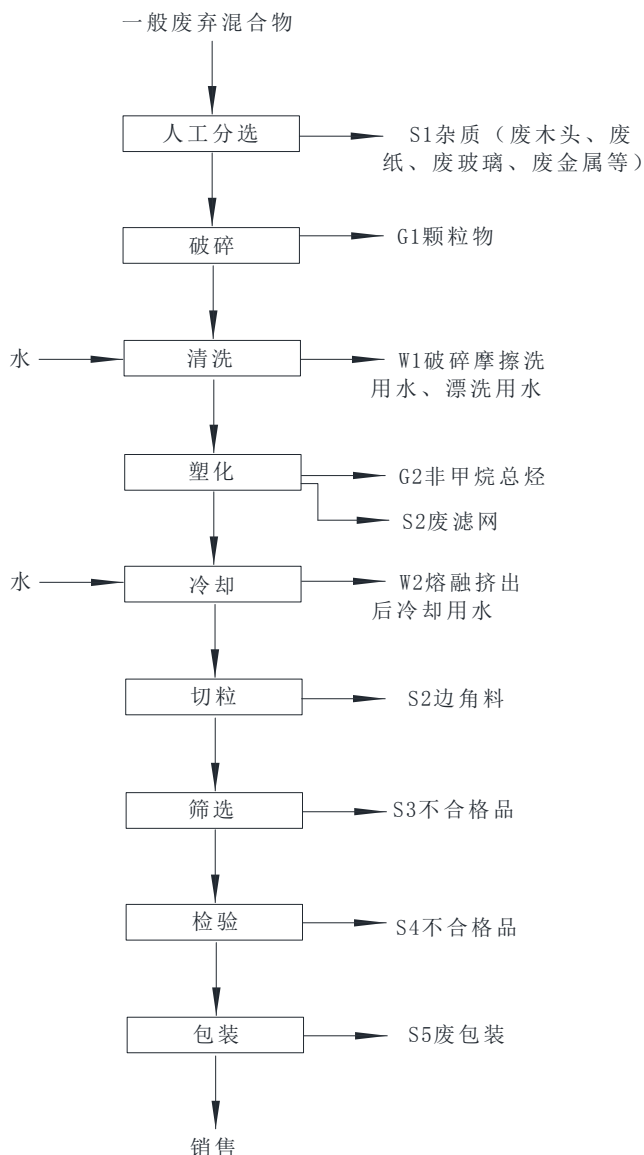 一般废弃混合物
人工分选
S1杂质（废木头、废
纸、废玻璃、废金属等）
破碎
G1颗粒物
水
清洗
W1破碎摩擦洗
用水、漂洗用水
塑化
G2非甲烷总烃
S2废滤网
水
冷却
W2熔融挤出
后冷却用水
切粒
S2边角料
筛选
S3不合格品
检验
S4不合格品
包装
S5废包装
销售